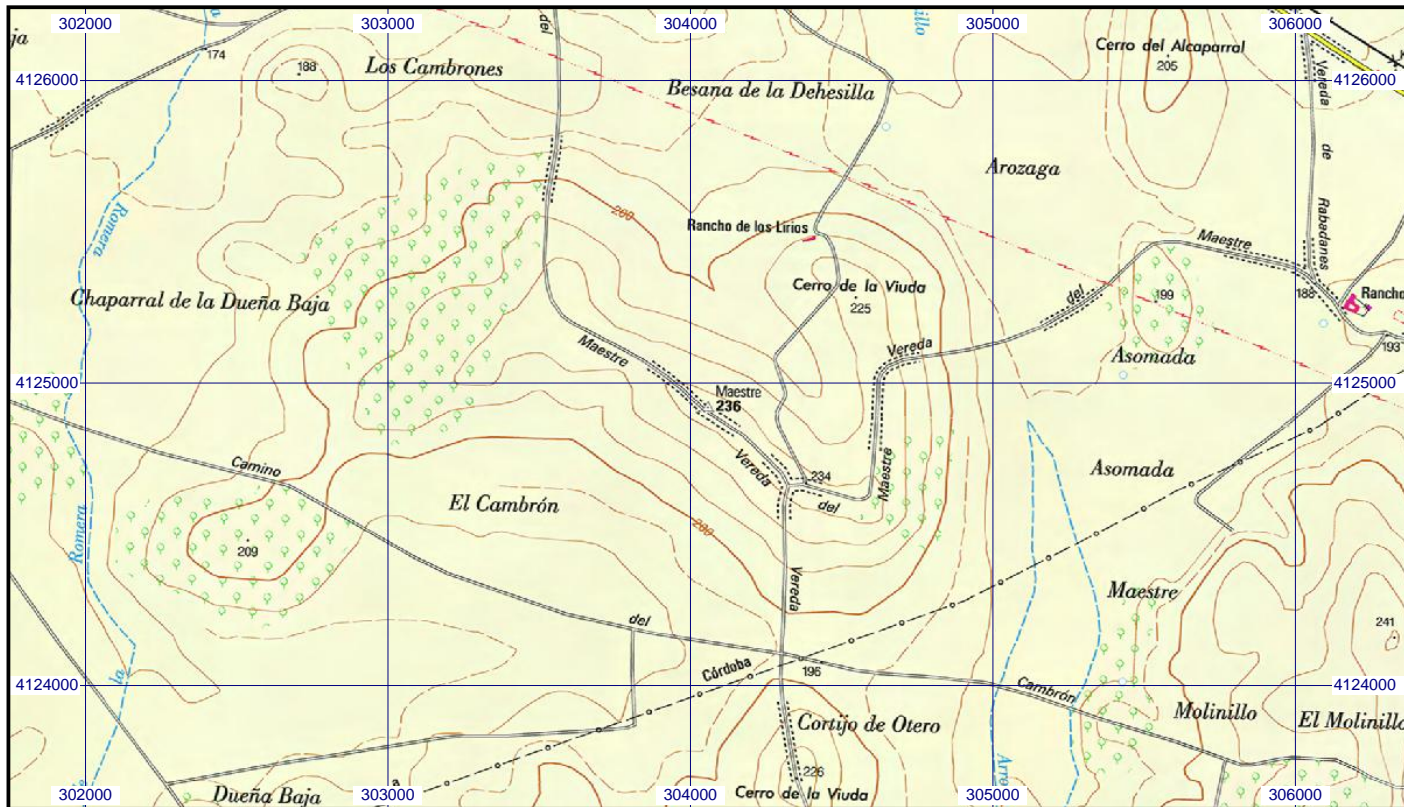 302000 303000 304000 305000 306000
ja
174
188
Los Cambrones
del
Cerro del Alcaparral
205
4126000 4126000
Besana de la Dehesilla
Vereda
de
Rabadanes
Arozaga
Romera
200
Rancho de los Lirios
Maestre
Chaparral de la Dueña Baja
Cerro de la Viuda
225
del
199
188
Rancho
Maestre
Vereda
Asomada
193
4125000 4125000
Maestre
236
Camino
Vereda
234
Maestre
del
Asomada
El Cambrón
200
Romera
209
Vereda
Maestre
241
del
la
Córdoba
196
4124000 4124000
Cambrón
Molinillo
El Molinillo
Cortijo de Otero
226
Cerro de la Viuda
Dueña Baja
302000 303000 304000 305000 306000